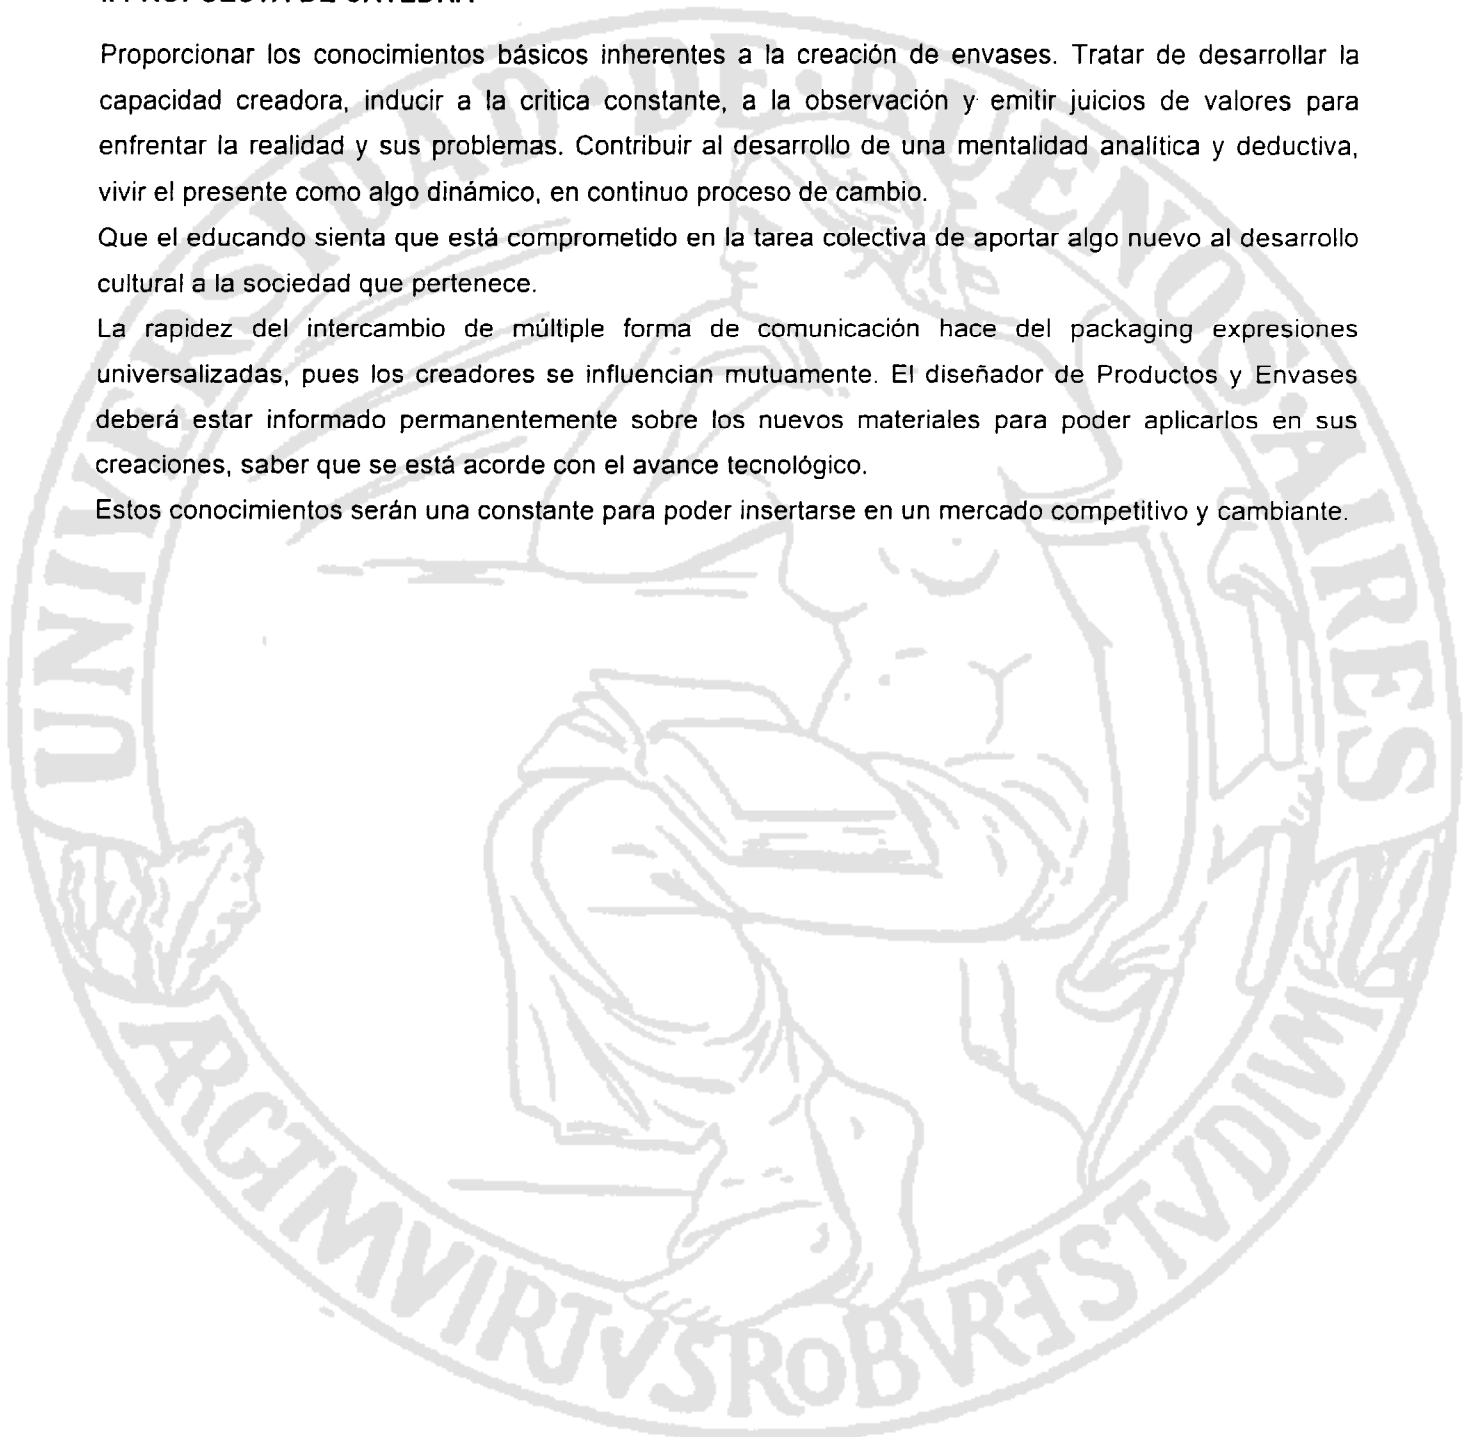 Proporcionar los conocimientos básicos inherentes a la creación de envases. Tratar de desarrollar la
capacidad creadora, inducir a la critica constante, a la observación y emitir juicios de valores para
enfrentar la realidad y sus problemas. Contribuir al desarrollo de una mentalidad analítica y deductiva,
vivir el presente como algo dinámico, en continuo proceso de cambio.
Que el educando sienta que está comprometido en la tarea colectiva de aportar algo nuevo al desarrollo
cultural a la sociedad que pertenece.
La rapidez del intercambio de múltiple forma de comunicación hace del packaging expresiones
universalizadas, pues los creadores se influencian mutuamente. El diseñador de Productos y Envases
deberá estar informado permanentemente sobre los nuevos materiales para poder aplicarlos en sus
creaciones, saber que se está acorde con el avance tecnológico.
Estos conocimientos serán una constante para poder insertarse en un mercado competitivo y cambiante.
UNIVERSIDAD • DE • BUENOS • AIRES
ARGTMVIRTVSROBVRETSTVDIVM